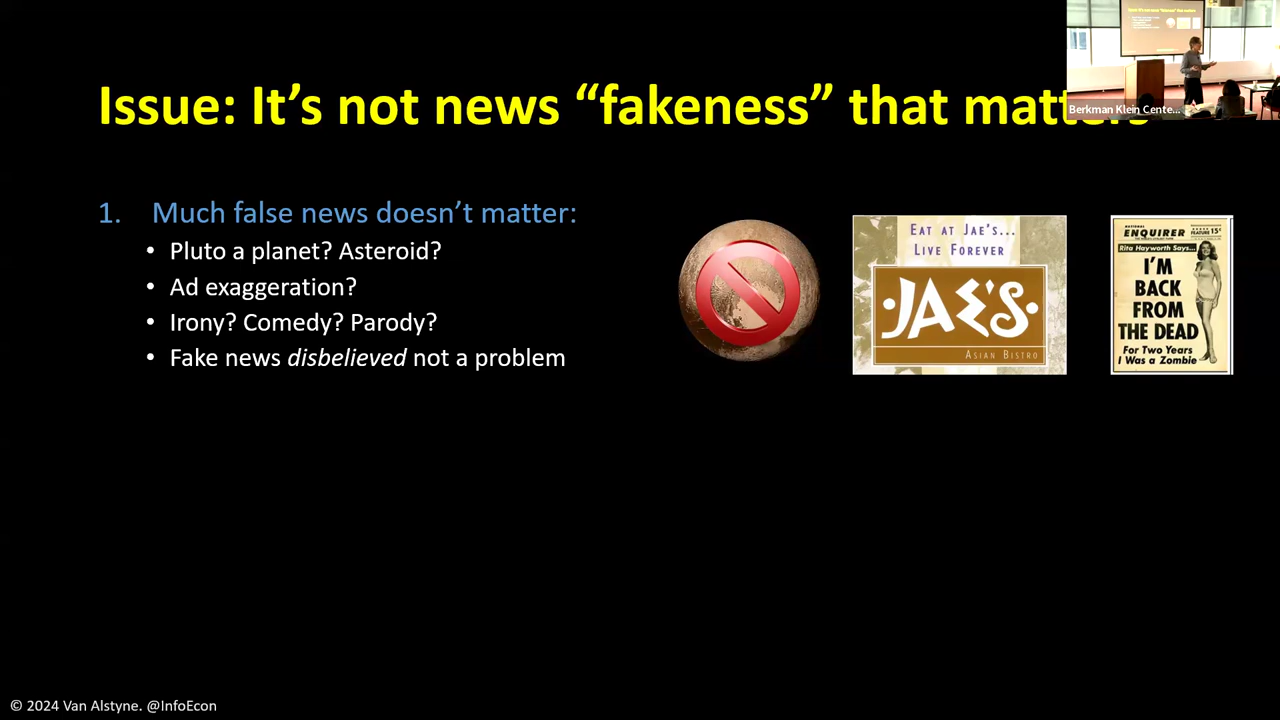 Issue: It's not news “fakeness” that matters
Berkman Klein Cente...
1. Much false news doesn't matter:
• Pluto a planet? Asteroid?
• Ad exaggeration?
• Irony? Comedy? Parody?
• Fake news disbelieved not a problem
EAT AT JAE'S...
LIVE FOREVER
·JAE'S·
ASIAN BISTRO
NATIONAL
ENQUIRER
FEATURE 15¢
Rita Hayworth Says...
I'M
BACK
FROM
THE DEAD
For Two Years
I Was a Zombie
© 2024 Van Alstyne. @InfoEcon